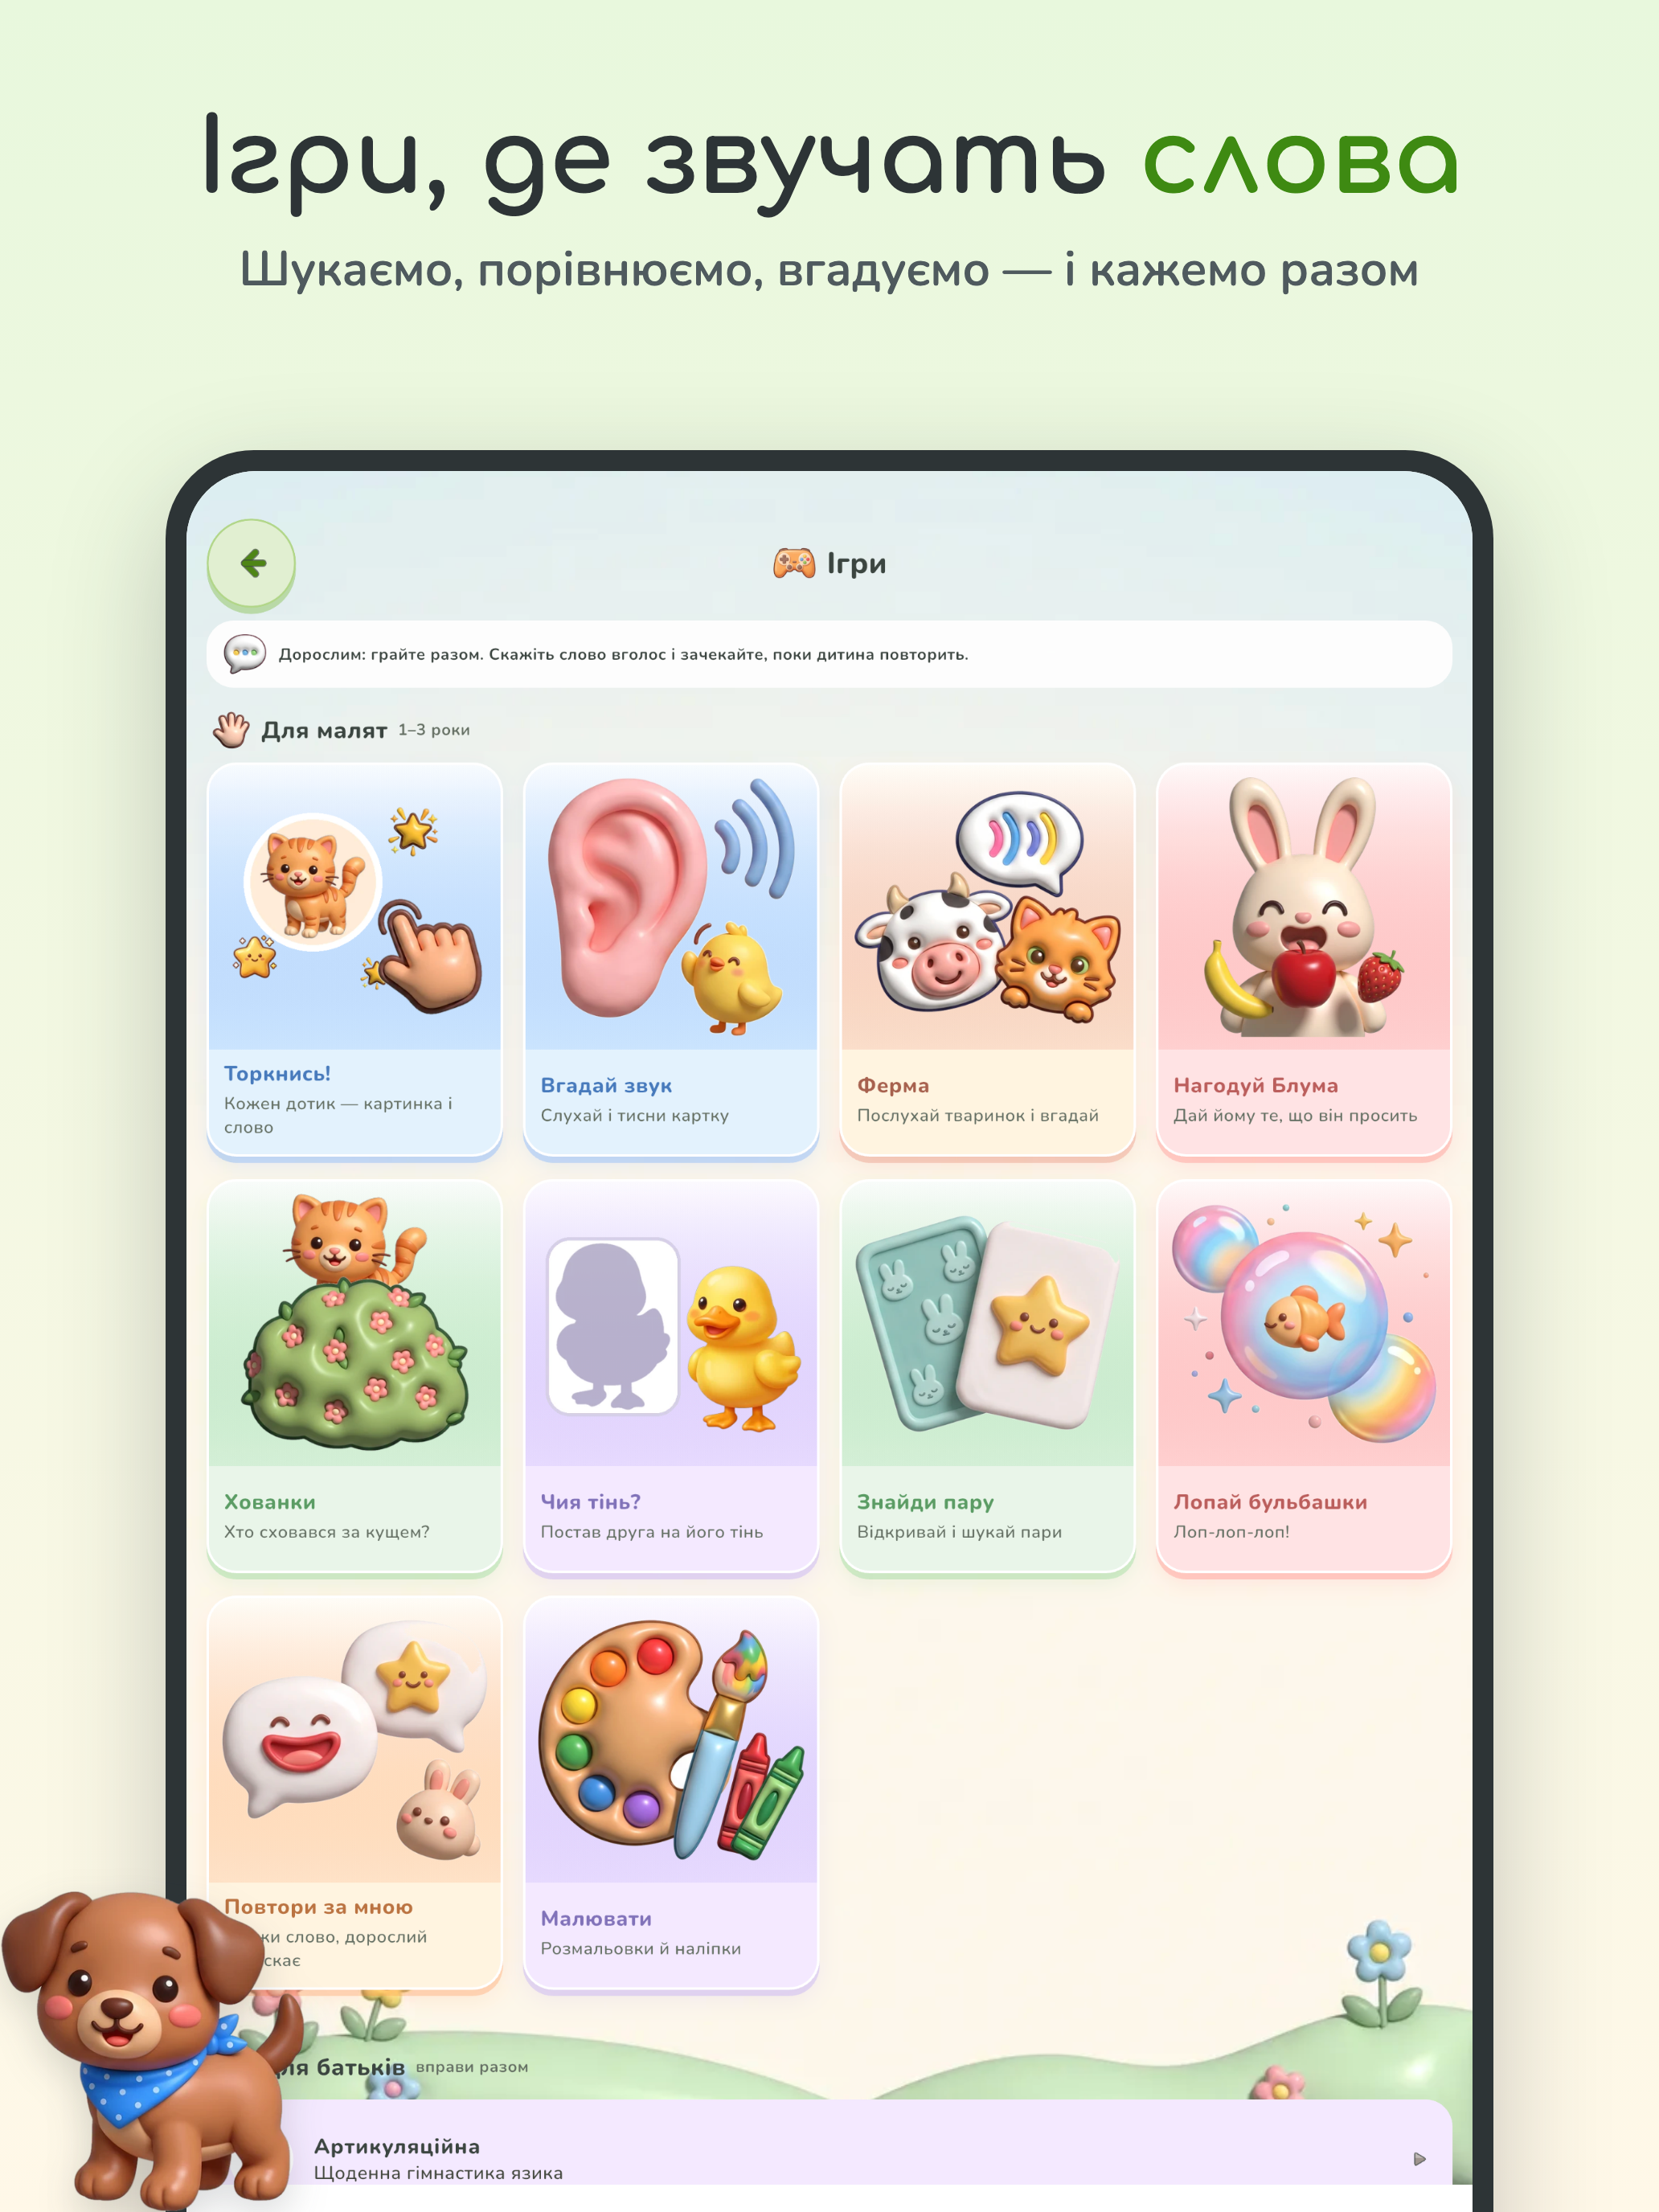 Ігри, де звучать слова
Шукаємо, порівнюємо, вгадуємо — і кажемо разом
Ігри
Дорослим: грайте разом. Скажіть слово вголос і зачекайте, поки дитина повторить.
Для малят 1–3 роки
Торкнись!
Кожен дотик — картинка і
слово
Вгадай звук
Слухай і тисни картку
Ферма
Послухай тваринок і вгадай
Нагодуй Блума
Дай йому те, що він просить
Хованки
Хто сховався за кущем?
Чия тінь?
Постав друга на його тінь
Знайди пару
Відкривай і шукай пари
Лопай бульбашки
Лоп-лоп-лоп!
Повтори за мною
слово, дорослий
Малювати
Розмальовки й наліпки
батьків вправи разом
Артикуляційна
Щоденна гімнастика язика